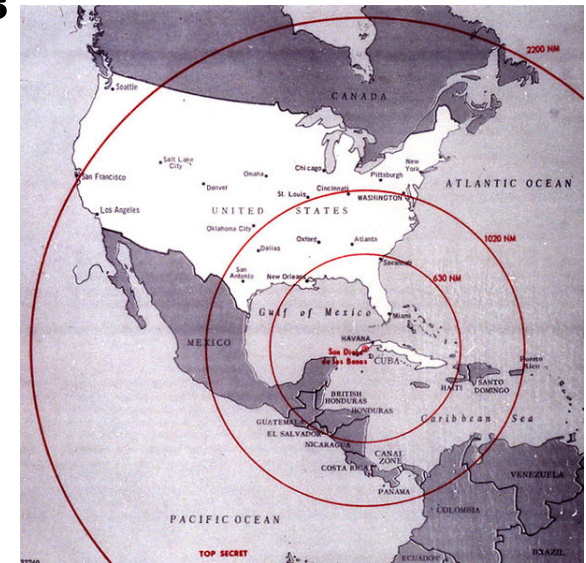 s
2200 NM
CANADA
Seattle
Salt Lake
City
Omaha
Chicago
Pittsburgh
New
York
San Francisco
Denver
St. Louis
Cincinnati
WASHINGTON
ATLANTIC OCEAN
Los Angeles
UNITED STATES
Oklahoma City
Oxford
Atlanta
1020 NM
Dallas
San
Antonio
New Orleans
Savannah
630 NM
Gulf of Mexico
Miami
HAVANA
MEXICO
San Diego
de los Banos
CUBA
Puerto
Rico
HAITI
SANTO
DOMINGO
BRITISH
HONDURAS
HONDURAS
Caribbean Sea
GUATEMALA
EL SALVADOR
NICARAGUA
CANAL
ZONE
COSTA RICA
PANAMA
VENEZUELA
COLOMBIA
PACIFIC OCEAN
TOP SECRET
ECUADOR
BRAZIL